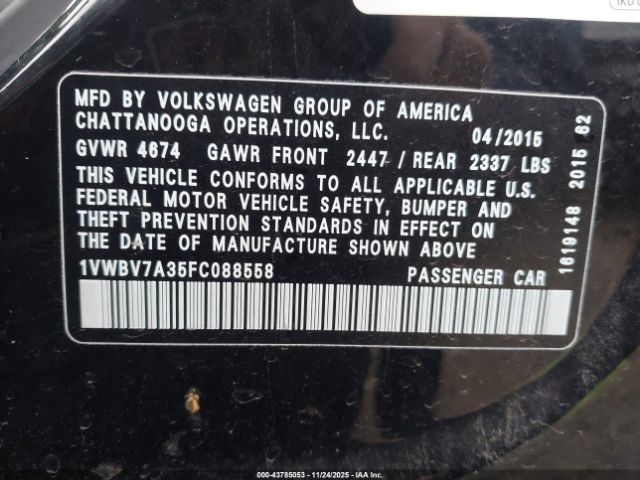 MFD BY VOLKSWAGEN GROUP OF AMERICA
CHATTANOOGA OPERATIONS, LLC. 04/2015
GVWR 4674 GAWR FRONT 2447 / REAR 2337 LBS
THIS VEHICLE CONFORMS TO ALL APPLICABLE U.S.
FEDERAL MOTOR VEHICLE SAFETY, BUMPER AND
THEFT PREVENTION STANDARDS IN EFFECT ON
THE DATE OF MANUFACTURE SHOWN ABOVE
1VWBV7A35FC088558 PASSENGER CAR
1619148 2015 62
000-43785053 - 11/24/2025 - IAA Corp.